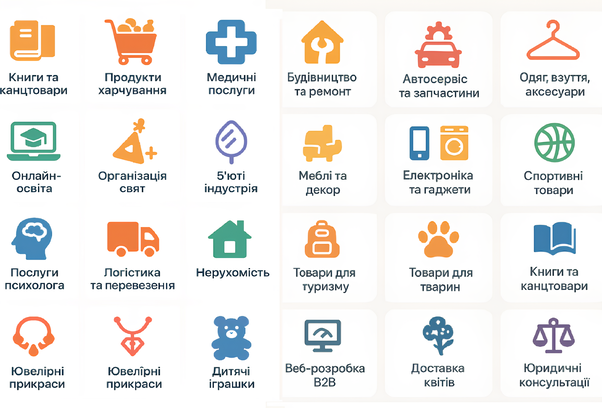 Книги та
канцтовари
Продукти
харчування
Медичні
послуги
Будівництво
та ремонт
Автосервіс
та запчастини
Одяг, взуття,
аксесуари
Онлайн-
освіта
Організація
свят
5'юті
індустрія
Меблі та
декор
Електроніка
та гаджети
Спортивні
товари
Послуги
психолога
Логістика
та перевезення
Нерухомість
Товари для
туризму
Товари для
тварин
Книги та
канцтовари
Ювелірні
прикраси
Ювелірні
прикраси
Дитячі
іграшки
Веб-розробка
В2В
Доставка
квітів
Юридичні
консультації